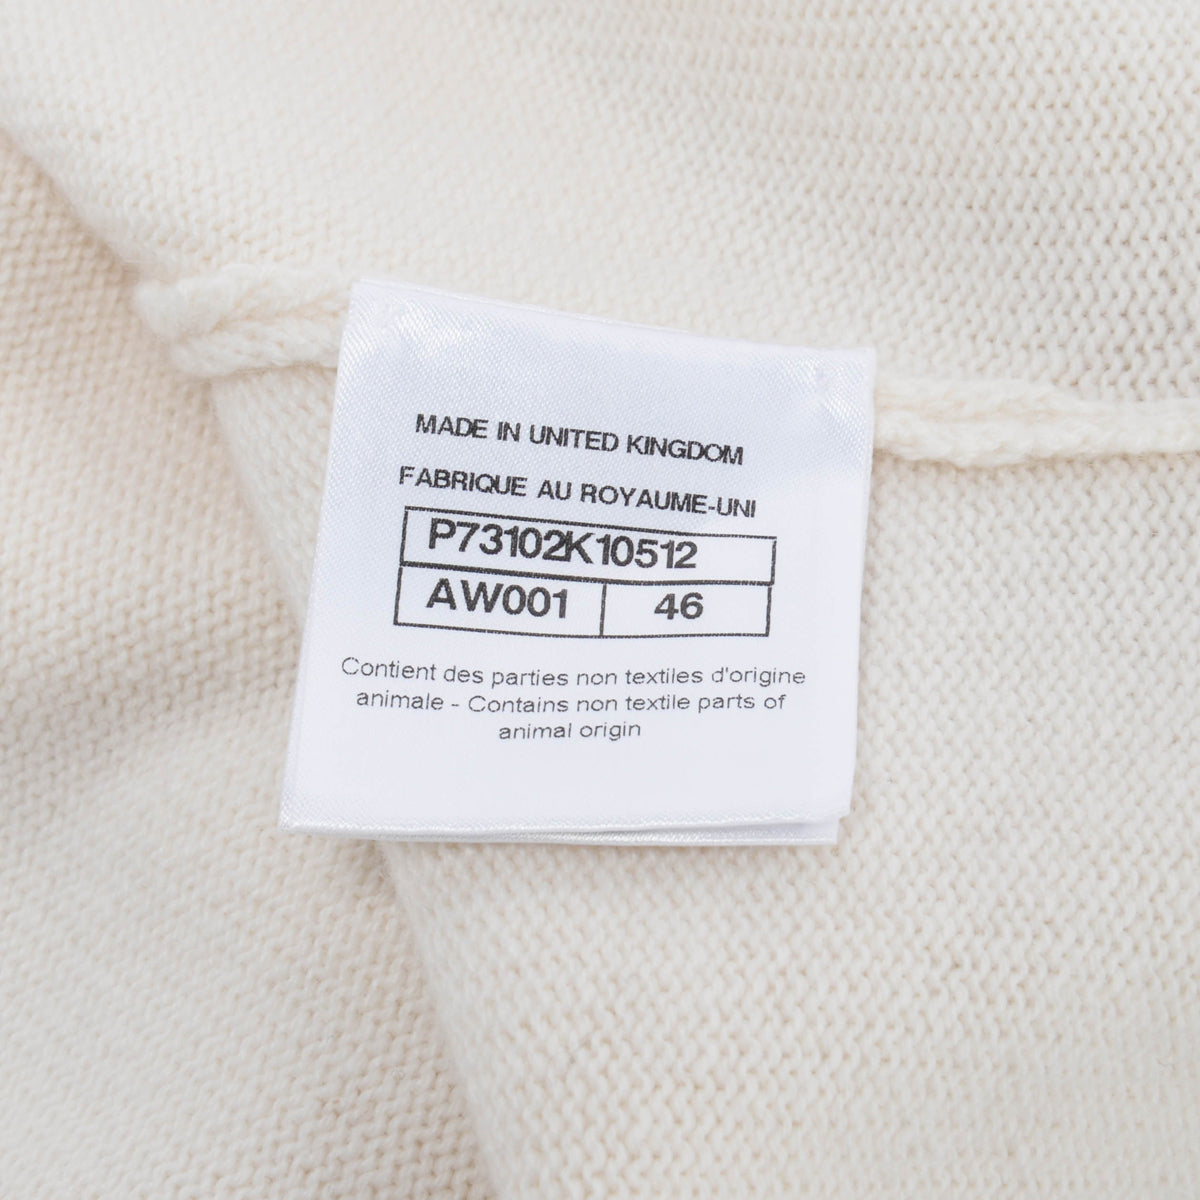 MADE IN UNITED KINGDOM
FABRIQUE AU ROYAUME-UNI
P73102K10512
AW001 46
Contient des parties non textiles d'origine
animale - Contains non textile parts of
animal origin